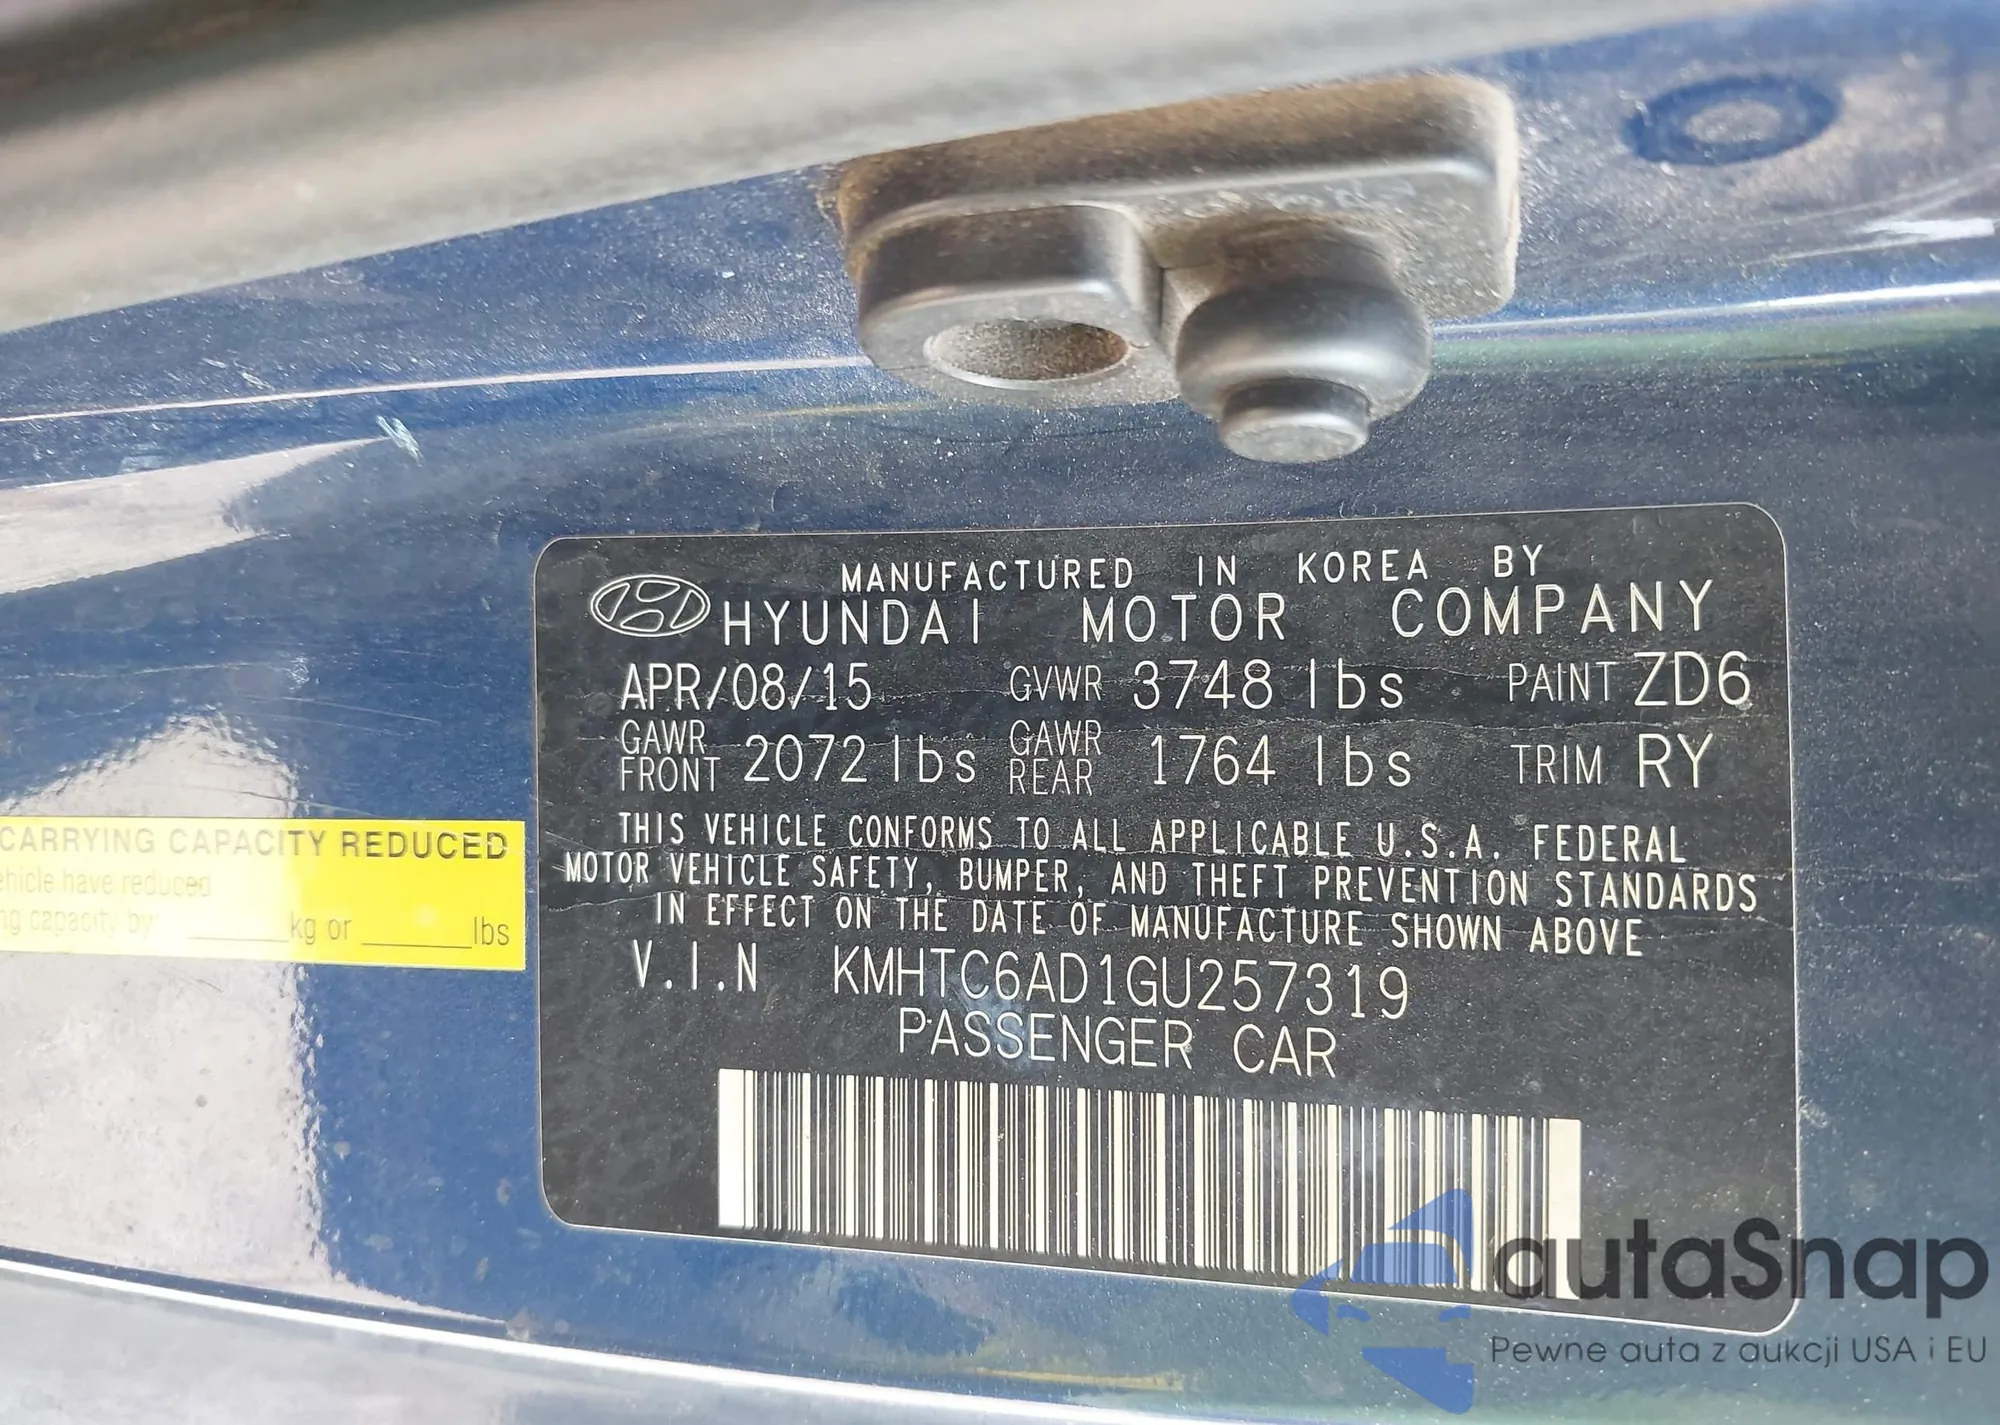 MANUFACTURED IN KOREA BY
HYUNDAI MOTOR COMPANY
APR/08/15 GVWR 3748 lbs PAINT ZD6
GAWR FRONT 2072 lbs GAWR REAR 1764 lbs TRIM RY
THIS VEHICLE CONFORMS TO ALL APPLICABLE U.S.A. FEDERAL
MOTOR VEHICLE SAFETY, BUMPER, AND THEFT PREVENTION STANDARDS
IN EFFECT ON THE DATE OF MANUFACTURE SHOWN ABOVE
V.I.N KMHTC6AD1GU257319
PASSENGER CAR
CARRYING CAPACITY REDUCED
ehicle have reduced
ng capacity by ______kg or ______lbs
autaSnap
Pewne auta z aukcji USA i EU